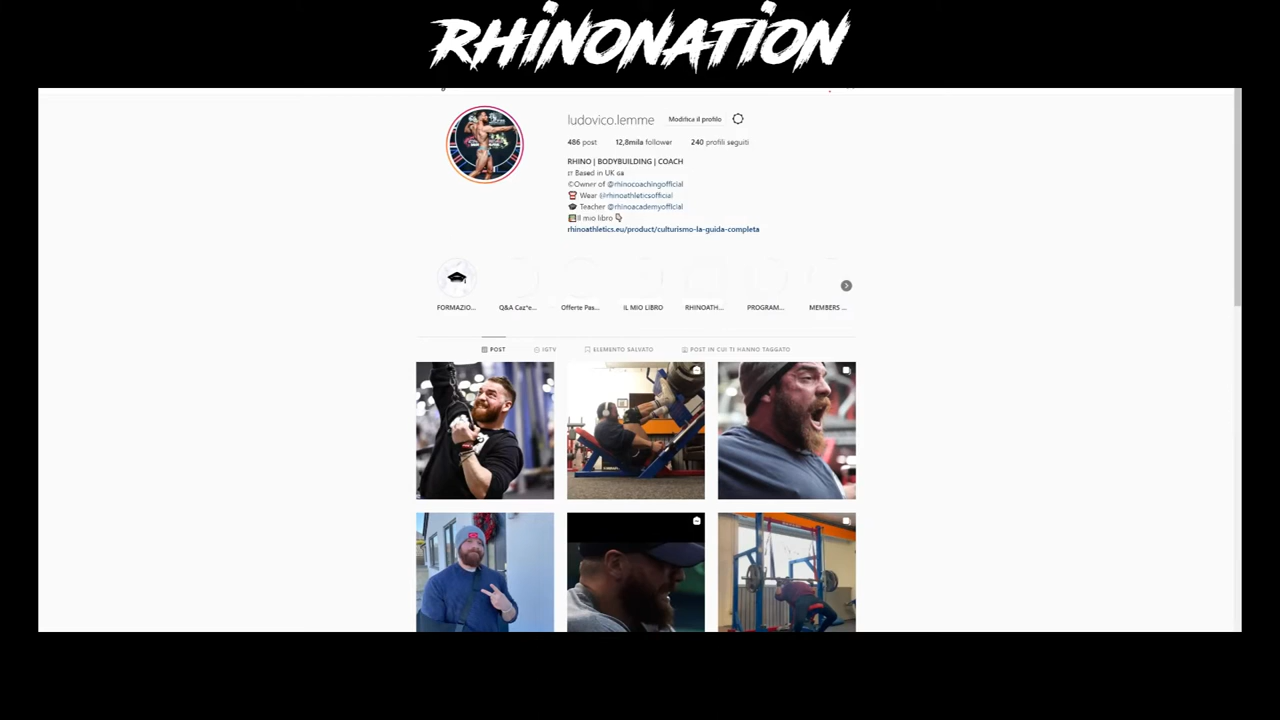 RHINONATION
ludovico.lemme Modifica il profilo
486 post 12,8mila follower 240 profili seguiti
RHINO | BODYBUILDING | COACH
Based in UK
©Owner of @rhinocoachingofficial
Wear @rhinoathleticsofficial
Teacher @rhinoacademyofficial
Il mio libro
rhinoathletics.eu/product/culturismo-la-guida-completa
FORMAZIO... Q&A Caz*e... Offerte Pas... IL MIO LIBRO RHINOATH... PROGRAM... MEMBERS ...
POST IGTV ELEMENTO SALVATO POST IN CUI TI HANNO TAGGATO